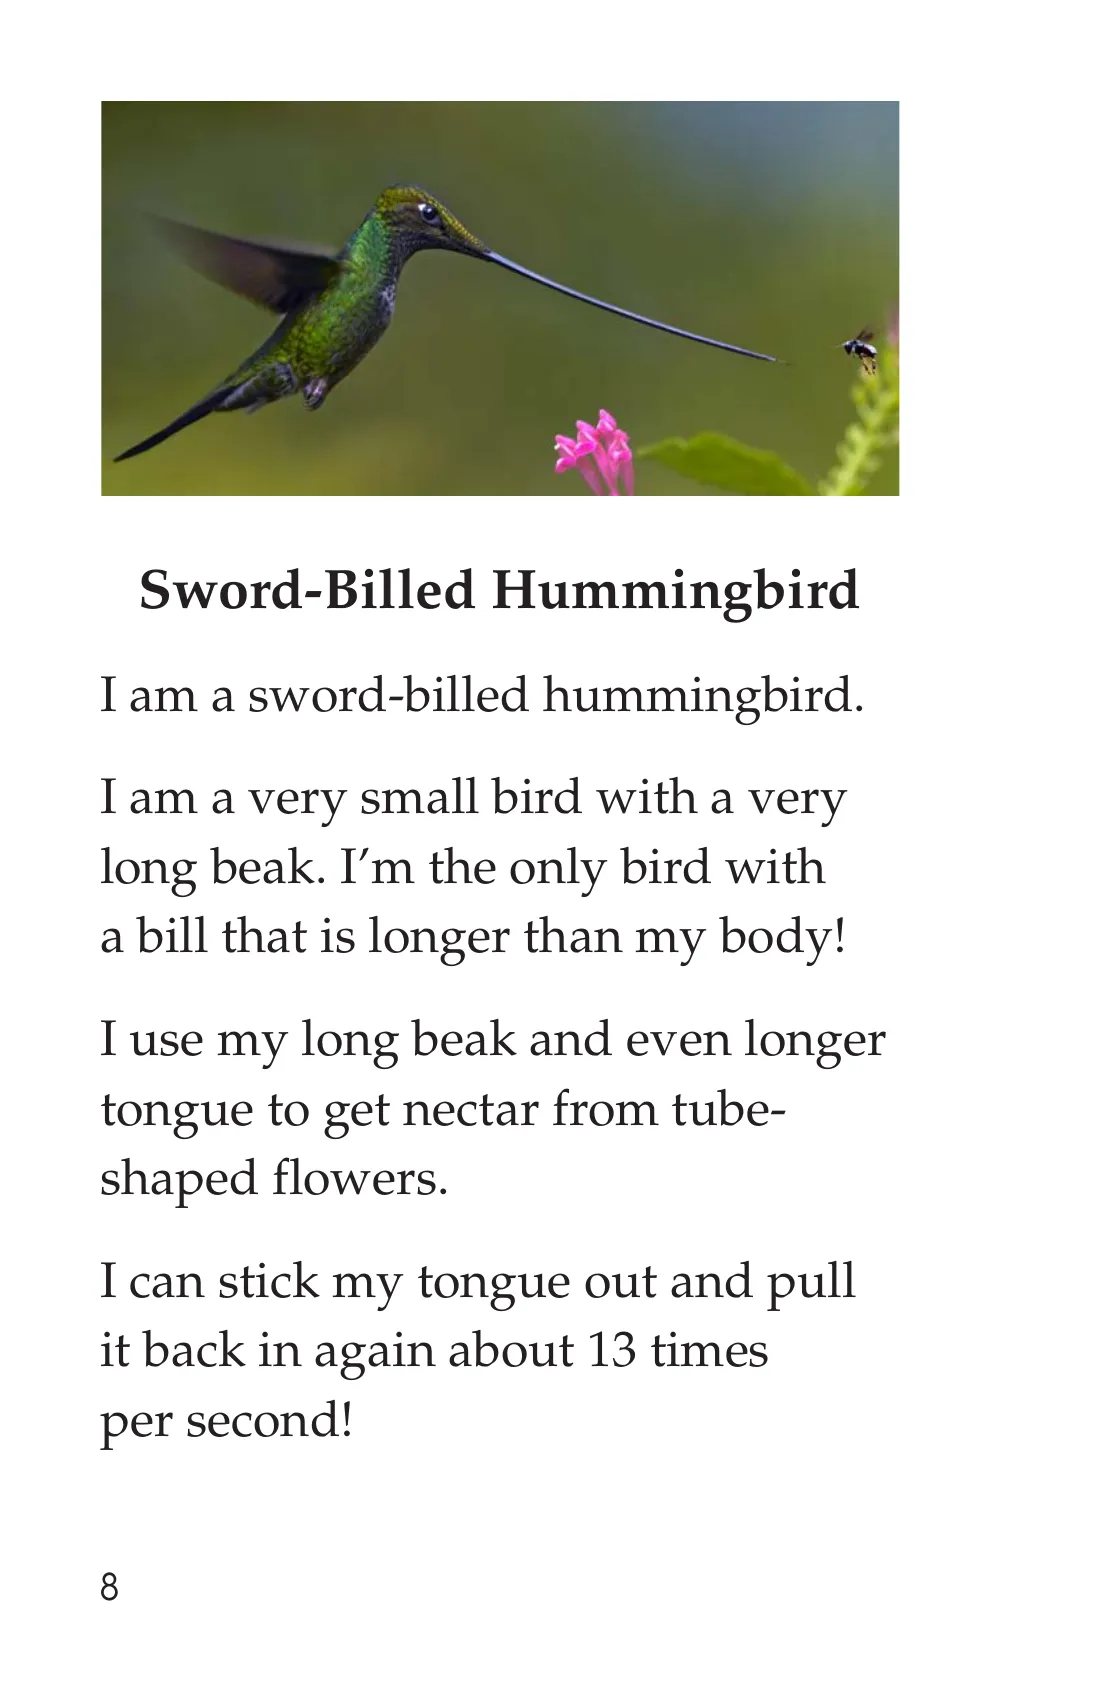 Sword-Billed Hummingbird
I am a sword-billed hummingbird.
I am a very small bird with a very
long beak. I’m the only bird with
a bill that is longer than my body!
I use my long beak and even longer
tongue to get nectar from tube-
shaped flowers.
I can stick my tongue out and pull
it back in again about 13 times
per second!
8